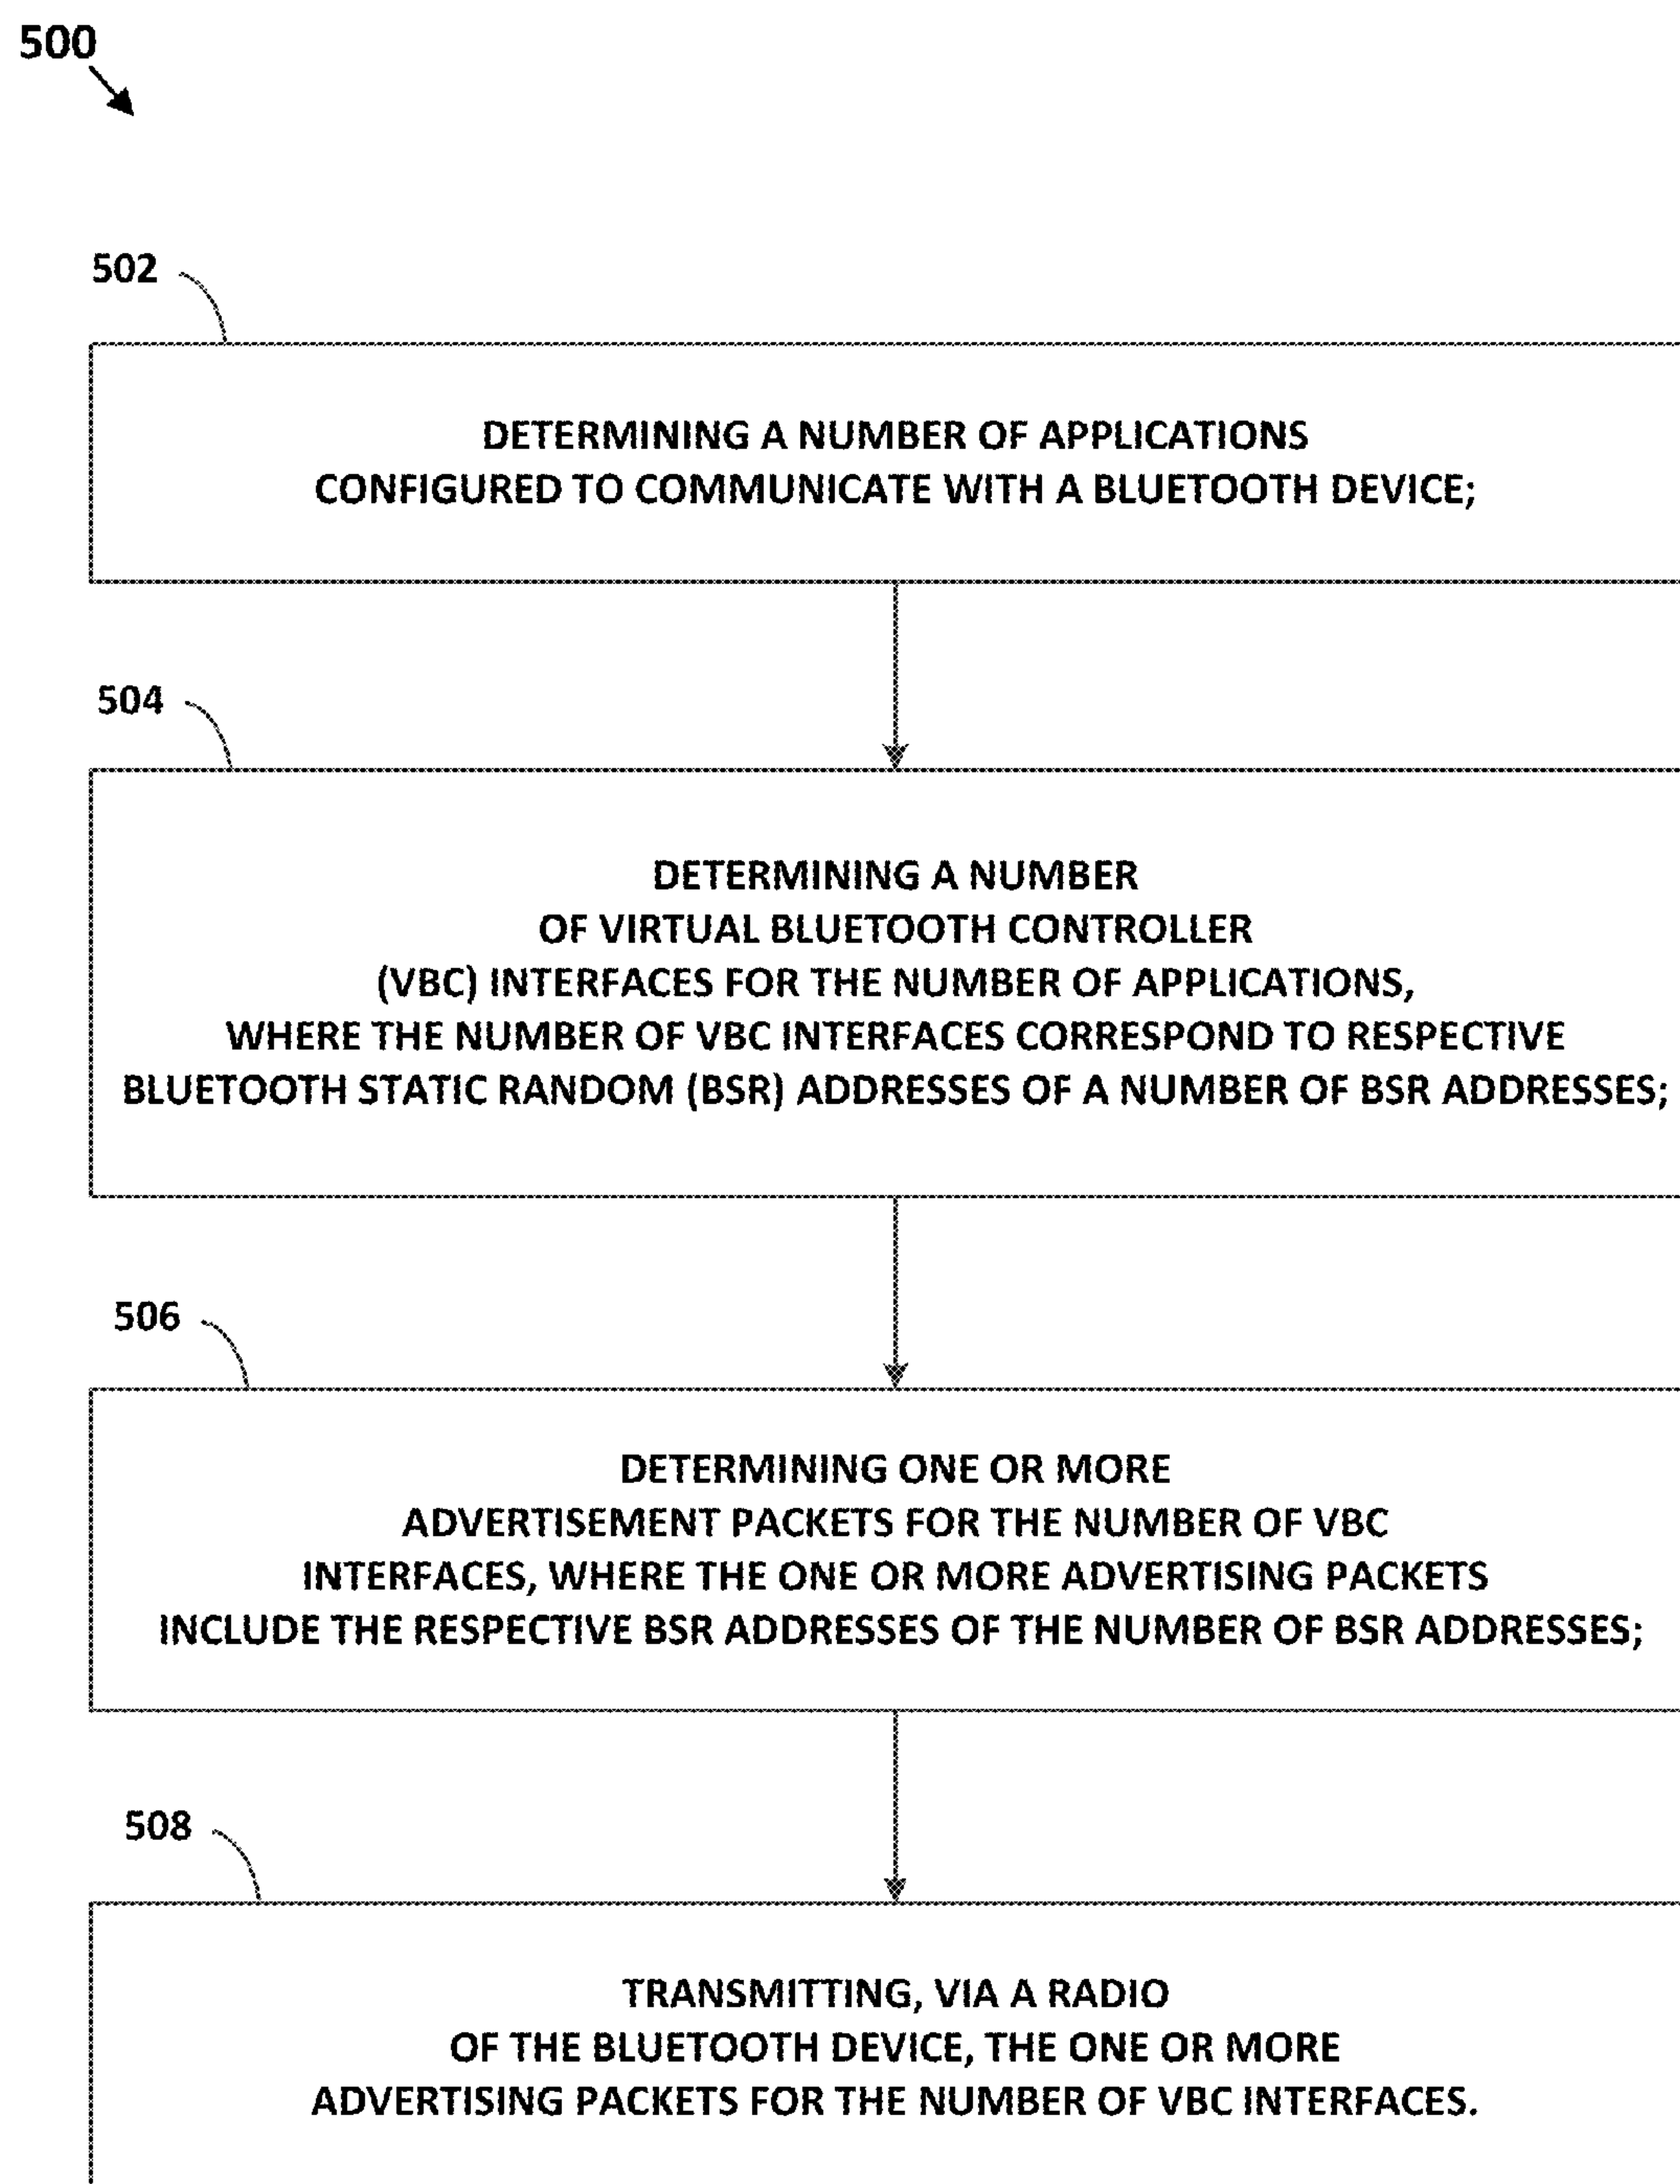 500
502
DETERMINING A NUMBER OF APPLICATIONS
CONFIGURED TO COMMUNICATE WITH A BLUETOOTH DEVICE;
504
DETERMINING A NUMBER
OF VIRTUAL BLUETOOTH CONTROLLER
(VBC) INTERFACES FOR THE NUMBER OF APPLICATIONS,
WHERE THE NUMBER OF VBC INTERFACES CORRESPOND TO RESPECTIVE
BLUETOOTH STATIC RANDOM (BSR) ADDRESSES OF A NUMBER OF BSR ADDRESSES;
506
DETERMINING ONE OR MORE
ADVERTISEMENT PACKETS FOR THE NUMBER OF VBC
INTERFACES, WHERE THE ONE OR MORE ADVERTISING PACKETS
INCLUDE THE RESPECTIVE BSR ADDRESSES OF THE NUMBER OF BSR ADDRESSES;
508
TRANSMITTING, VIA A RADIO
OF THE BLUETOOTH DEVICE, THE ONE OR MORE
ADVERTISING PACKETS FOR THE NUMBER OF VBC INTERFACES.